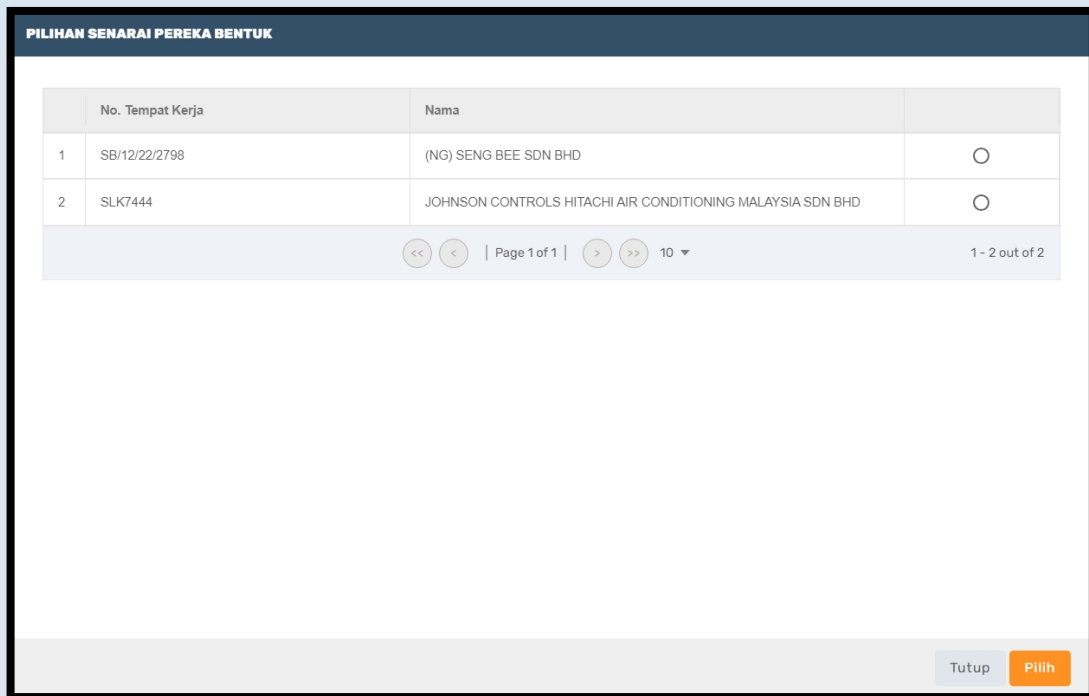 PILIHAN SENARAI PEREKA BENTUK
No. Tempat Kerja Nama
1 SB/12/22/2798 (NG) SENG BEE SDN BHD
2 SLK7444 JOHNSON CONTROLS HITACHI AIR CONDITIONING MALAYSIA SDN BHD
<< < | Page 1 of 1 | > >> 10 1 - 2 out of 2
Tutup Pilih